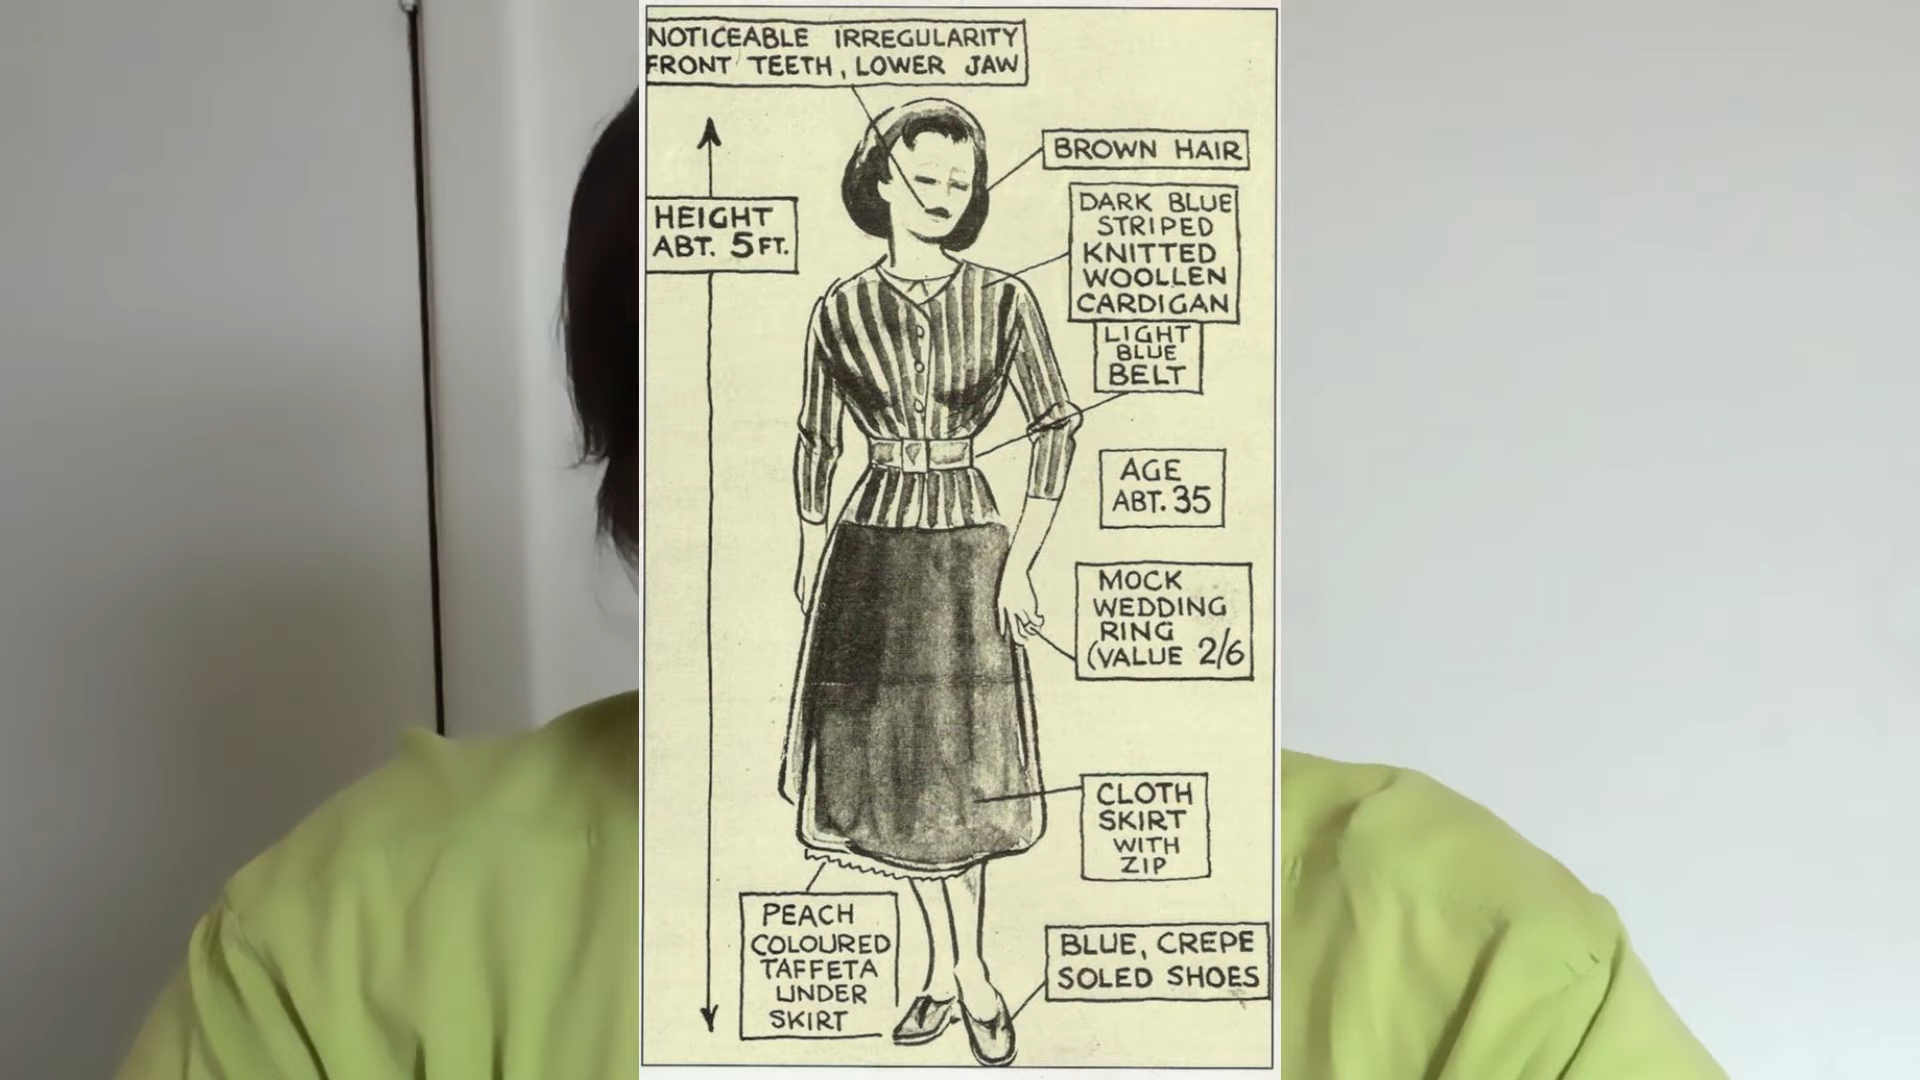 NOTICEABLE IRREGULARITY
FRONT TEETH, LOWER JAW
BROWN HAIR
HEIGHT
ABT. 5FT.
DARK BLUE
STRIPED
KNITTED
WOOLLEN
CARDIGAN
LIGHT
BLUE
BELT
AGE
ABT. 35
MOCK
WEDDING
RING
(VALUE 2/6
CLOTH
SKIRT
WITH
ZIP
PEACH
COLOURED
TAFFETA
UNDER
SKIRT
BLUE, CREPE
SOLED SHOES